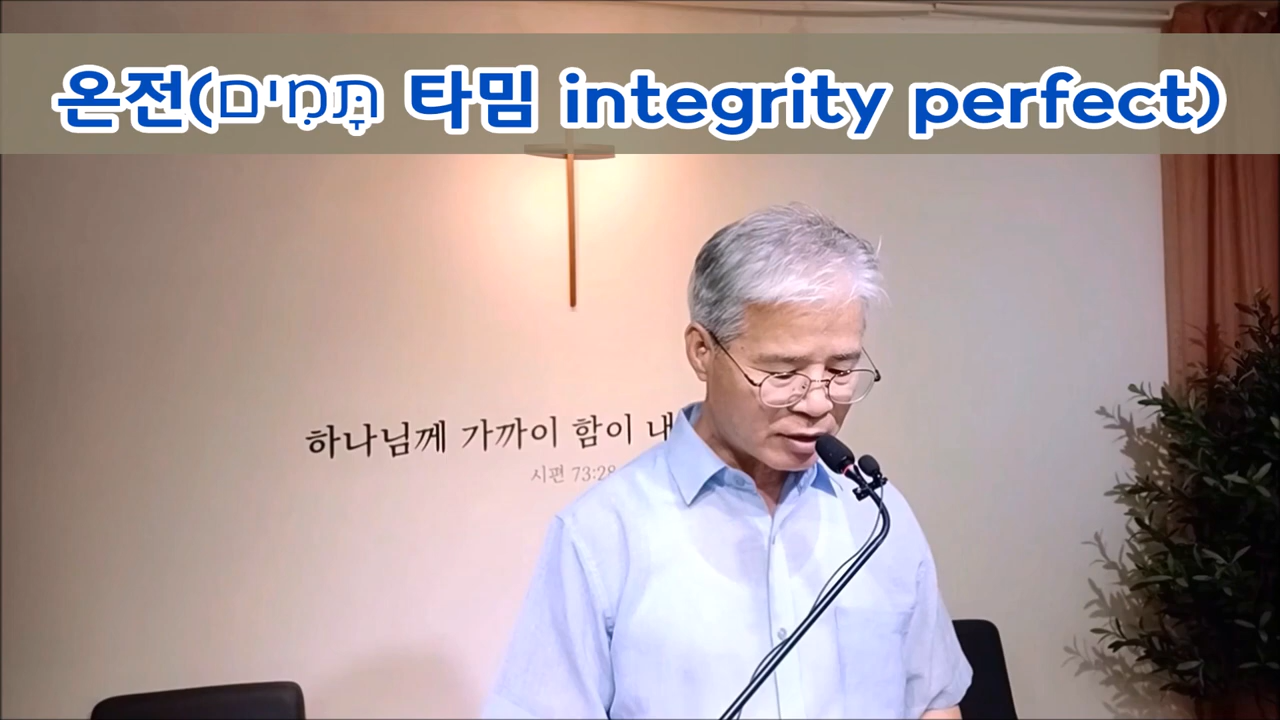 온전(תָּמִים 타밈 integrity perfect)
하나님께 가까이 함이 내
시편 73:28